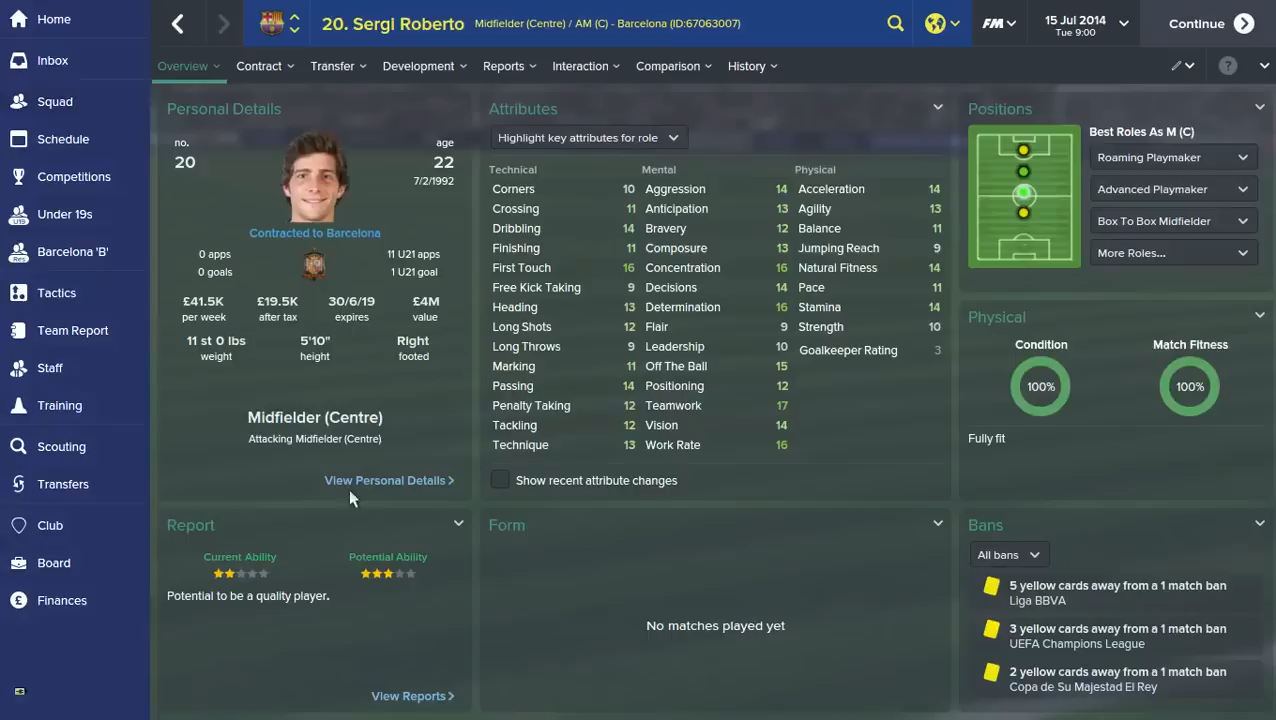 Home
Inbox
Squad
Schedule
Competitions
Under 19s
U19
Barcelona 'B'
Res
Tactics
Team Report
Staff
Training
Scouting
Transfers
Club
Board
Finances
20. Sergi Roberto
Midfielder (Centre) / AM (C) - Barcelona (ID:67063007)
FM
15 Jul 2014
Tue 9:00
Continue
Overview
Contract
Transfer
Development
Reports
Interaction
Comparison
History
?
Personal Details
no.
20
age
22
7/2/1992
Contracted to Barcelona
0 apps
0 goals
11 U21 apps
1 U21 goal
£41.5K per week
£19.5K after tax
30/6/19 expires
£4M value
11 st 0 lbs weight
5'10" height
Right footed
Midfielder (Centre)
Attacking Midfielder (Centre)
View Personal Details >
Attributes
Highlight key attributes for role
Technical
Corners 10
Crossing 11
Dribbling 14
Finishing 11
First Touch 16
Free Kick Taking 9
Heading 13
Long Shots 12
Long Throws 9
Marking 11
Passing 14
Penalty Taking 12
Tackling 12
Technique 13
Mental
Aggression 14
Anticipation 13
Bravery 12
Composure 13
Concentration 16
Decisions 14
Determination 16
Flair 9
Leadership 10
Off The Ball 15
Positioning 12
Teamwork 17
Vision 14
Work Rate 16
Physical
Acceleration 14
Agility 13
Balance 11
Jumping Reach 9
Natural Fitness 14
Pace 11
Stamina 14
Strength 10
Goalkeeper Rating 3
Show recent attribute changes
Positions
Best Roles As M (C)
Roaming Playmaker
Advanced Playmaker
Box To Box Midfielder
More Roles...
Physical
Condition
100%
Match Fitness
100%
Fully fit
Report
Current Ability
Potential Ability
Potential to be a quality player.
View Reports >
Form
No matches played yet
Bans
All bans
5 yellow cards away from a 1 match ban
Liga BBVA
3 yellow cards away from a 1 match ban
UEFA Champions League
2 yellow cards away from a 1 match ban
Copa de Su Majestad El Rey